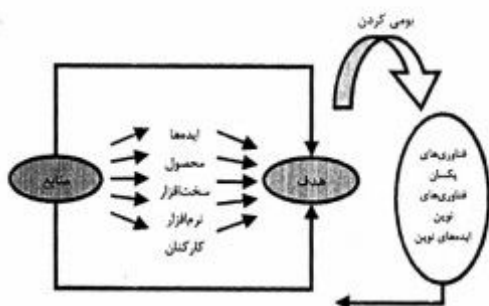 بومی کردن
ایده‌ها
محصول
سخت‌افزار
نرم‌افزار
کارکنان
منابع
هدف
فناوری‌های
یکسان
فناوری‌های
نوین
ایده‌های نوین